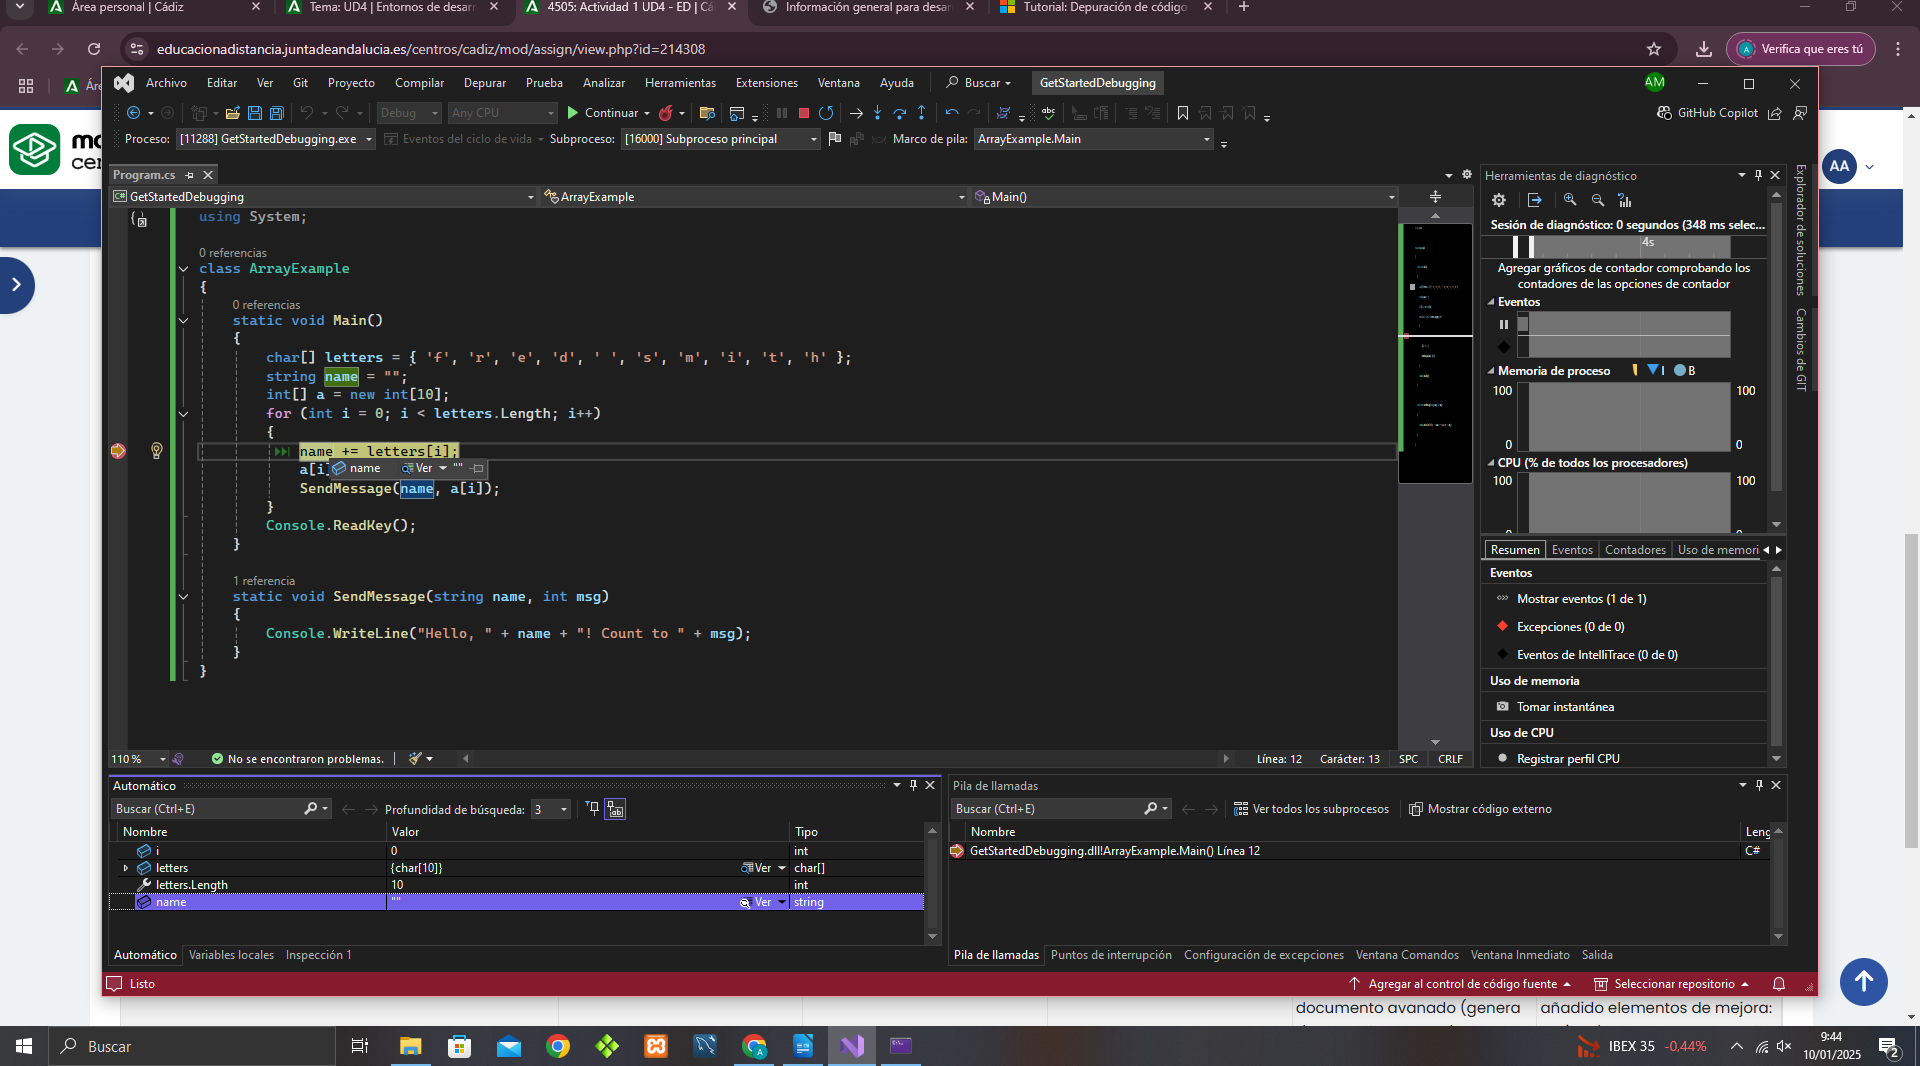 Área personal | Cádiz
Tema: UD4 | Entornos de desarr
4505: Actividad 1 UD4 - ED | Cá
Información general para desar
Tutorial: Depuración de código
educacionadistancia.juntadeandalucia.es/centros/cadiz/mod/assign/view.php?id=214308
Verifica que eres tú
Archivo Editar Ver Git Proyecto Compilar Depurar Prueba Analizar Herramientas Extensiones Ventana Ayuda Buscar GetStartedDebugging AM
Debug Any CPU Continuar GitHub Copilot
Proceso: [11288] GetStartedDebugging.exe Eventos del ciclo de vida Subproceso: [16000] Subproceso principal Marco de pila: ArrayExample.Main
AA
Program.cs
GetStartedDebugging ArrayExample Main()
using System;
0 referencias
class ArrayExample
{
0 referencias
static void Main()
{
char[] letters = { 'f', 'r', 'e', 'd', ' ', 's', 'm', 'i', 't', 'h' };
string name = "";
int[] a = new int[10];
for (int i = 0; i < letters.Length; i++)
{
name += letters[i];
a[i]
name Ver ""
SendMessage(name, a[i]);
}
Console.ReadKey();
}
1 referencia
static void SendMessage(string name, int msg)
{
Console.WriteLine("Hello, " + name + "! Count to " + msg);
}
}
110 % No se encontraron problemas. Línea: 12 Carácter: 13 SPC CRLF
Herramientas de diagnóstico
Sesión de diagnóstico: 0 segundos (348 ms selec...
4s
Agregar gráficos de contador comprobando los
contadores de las opciones de contador
Eventos
Memoria de proceso I B
100 100
0 0
CPU (% de todos los procesadores)
100 100
Resumen Eventos Contadores Uso de memori
Eventos
Mostrar eventos (1 de 1)
Excepciones (0 de 0)
Eventos de IntelliTrace (0 de 0)
Uso de memoria
Tomar instantánea
Uso de CPU
Registrar perfil CPU
Explorador de soluciones
Cambios de GIT
Automático
Buscar (Ctrl+E) Profundidad de búsqueda: 3
Nombre Valor Tipo
i 0 int
letters {char[10]} Ver char[]
letters.Length 10 int
name "" Ver string
Automático Variables locales Inspección 1
Pila de llamadas
Buscar (Ctrl+E) Ver todos los subprocesos Mostrar código externo
Nombre Leng
GetStartedDebugging.dll!ArrayExample.Main() Línea 12 C#
Pila de llamadas Puntos de interrupción Configuración de excepciones Ventana Comandos Ventana Inmediato Salida
Listo Agregar al control de código fuente Seleccionar repositorio
documento avanado (genera
añadido elementos de mejora:
Buscar
IBEX 35 -0,44%
9:44
10/01/2025
2